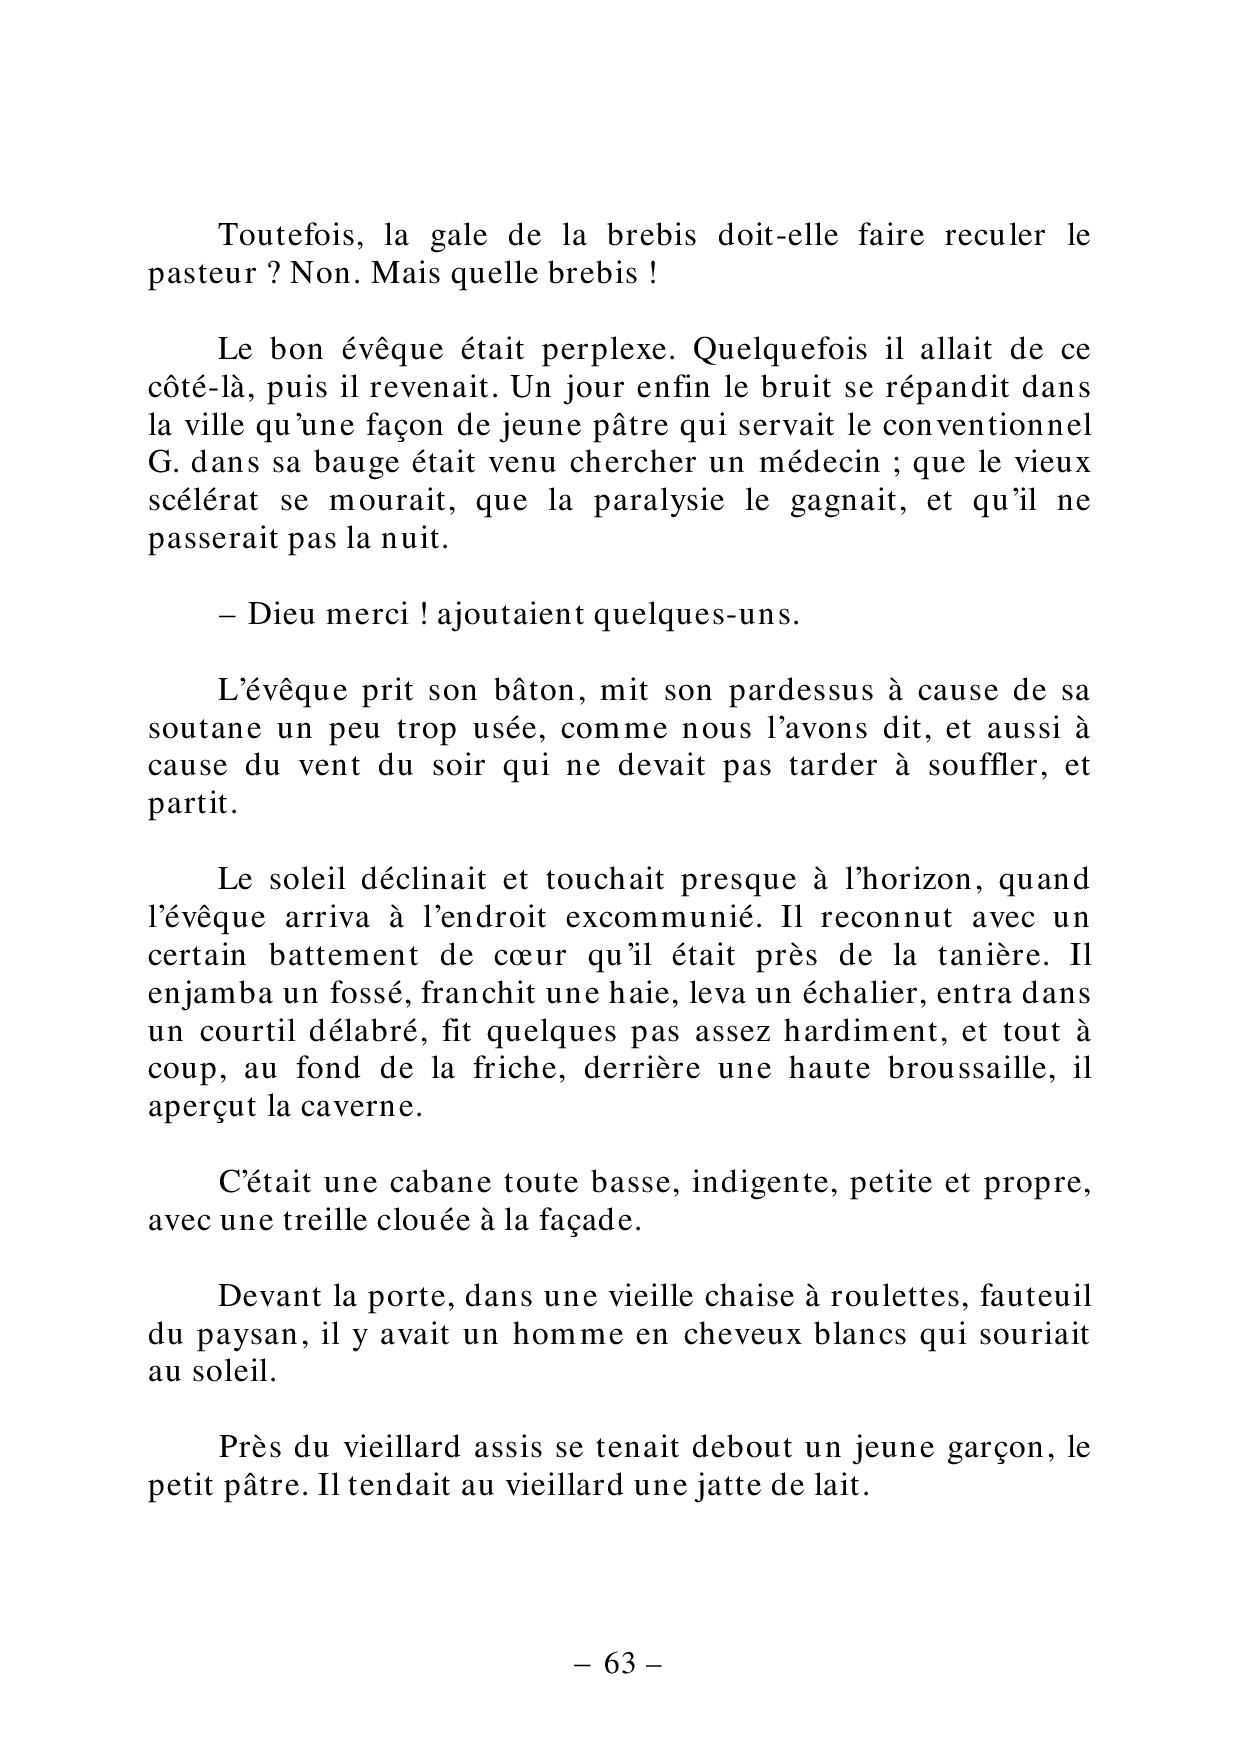 Toutefois, la gale de la brebis doit-elle faire reculer le
pasteur ? Non. Mais quelle brebis !
Le bon évêque était perplexe. Quelquefois il allait de ce
côté-là, puis il revenait. Un jour enfin le bruit se répandit dans
la ville qu’une façon de jeune pâtre qui servait le conventionnel
G. dans sa bauge était venu chercher un médecin ; que le vieux
scélérat se mourait, que la paralysie le gagnait, et qu’il ne
passerait pas la nuit.
– Dieu merci ! ajoutaient quelques-uns.
L’évêque prit son bâton, mit son pardessus à cause de sa
soutane un peu trop usée, comme nous l’avons dit, et aussi à
cause du vent du soir qui ne devait pas tarder à souffler, et
partit.
Le soleil déclinait et touchait presque à l’horizon, quand
l’évêque arriva à l’endroit excommunié. Il reconnut avec un
certain battement de cœur qu’il était près de la tanière. Il
enjamba un fossé, franchit une haie, leva un échalier, entra dans
un courtil délabré, fit quelques pas assez hardiment, et tout à
coup, au fond de la friche, derrière une haute broussaille, il
aperçut la caverne.
C’était une cabane toute basse, indigente, petite et propre,
avec une treille clouée à la façade.
Devant la porte, dans une vieille chaise à roulettes, fauteuil
du paysan, il y avait un homme en cheveux blancs qui souriait
au soleil.
Près du vieillard assis se tenait debout un jeune garçon, le
petit pâtre. Il tendait au vieillard une jatte de lait.
– 63 –